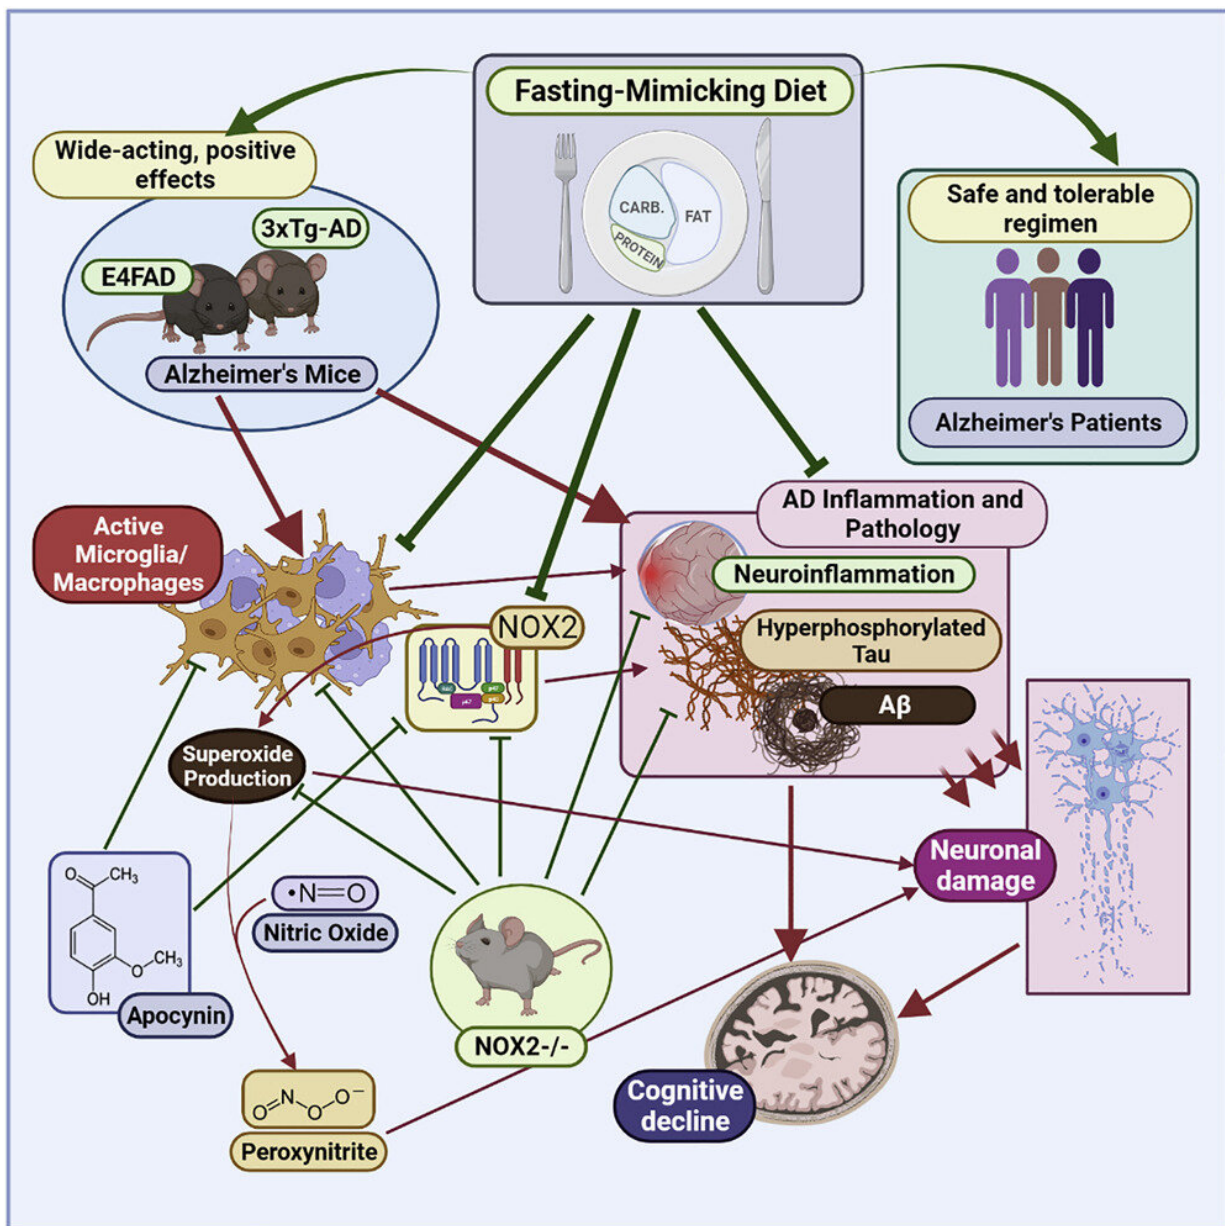 Fasting-Mimicking Diet
CARB.
FAT
PROTEIN
Wide-acting, positive
effects
3xTg-AD
E4FAD
Alzheimer's Mice
Safe and tolerable
regimen
Alzheimer's Patients
Active
Microglia/
Macrophages
AD Inflammation and
Pathology
Neuroinflammation
Hyperphosphorylated
Tau
Aβ
NOX2
p47
p67
Superoxide
Production
Neuronal
damage
O
CH₃
O
CH₃
OH
Apocynin
•N=O
Nitric Oxide
NOX2-/-
O=N
O-O⁻
Peroxynitrite
Cognitive
decline